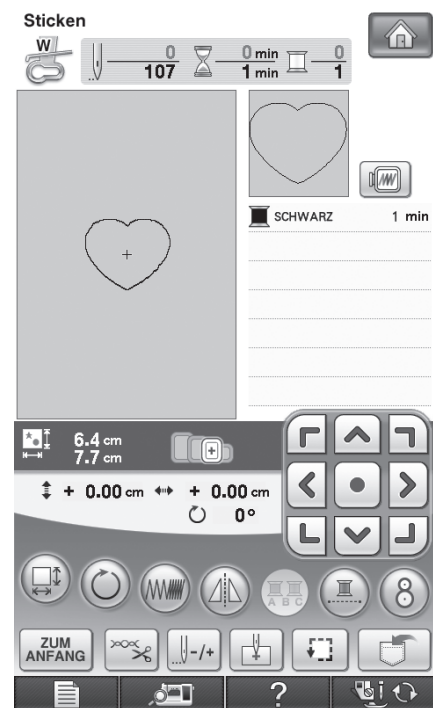 Sticken
W
0 0 min 0
107 1 min 1
SCHWARZ 1 min
6.4 cm
7.7 cm
+ 0.00 cm + 0.00 cm
0°
A B C
8
ZUM
ANFANG
-/+
?